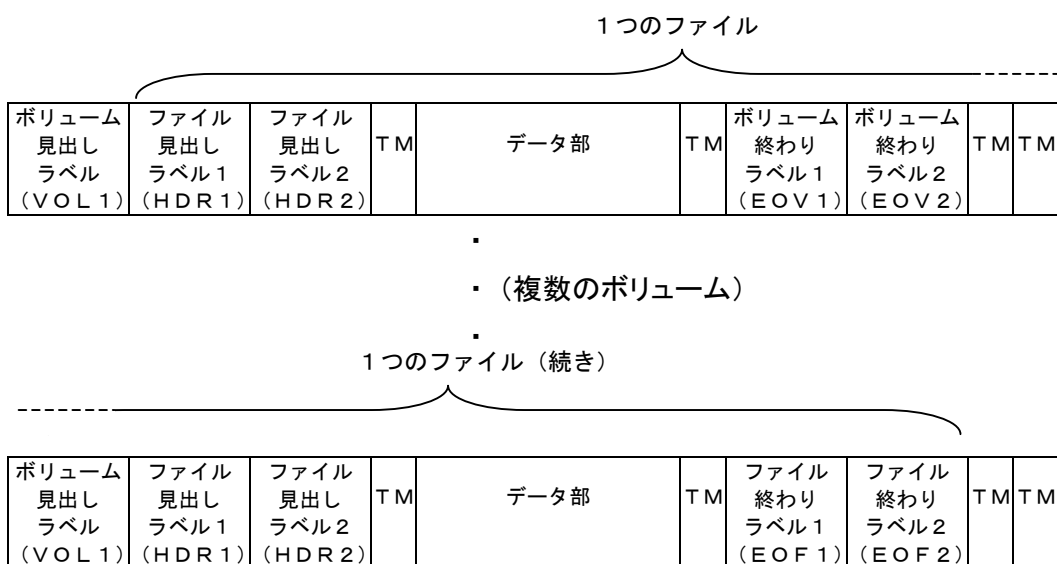 １つのファイル
ボリューム見出しラベル（ＶＯＬ１）
ファイル見出しラベル１（ＨＤＲ１）
ファイル見出しラベル２（ＨＤＲ２）
ＴＭ
データ部
ＴＭ
ボリューム終わりラベル１（ＥＯＶ１）
ボリューム終わりラベル２（ＥＯＶ２）
ＴＭ
ＴＭ
・
・（複数のボリューム）
・
１つのファイル（続き）
ボリューム見出しラベル（ＶＯＬ１）
ファイル見出しラベル１（ＨＤＲ１）
ファイル見出しラベル２（ＨＤＲ２）
ＴＭ
データ部
ＴＭ
ファイル終わりラベル１（ＥＯＦ１）
ファイル終わりラベル２（ＥＯＦ２）
ＴＭ
ＴＭ